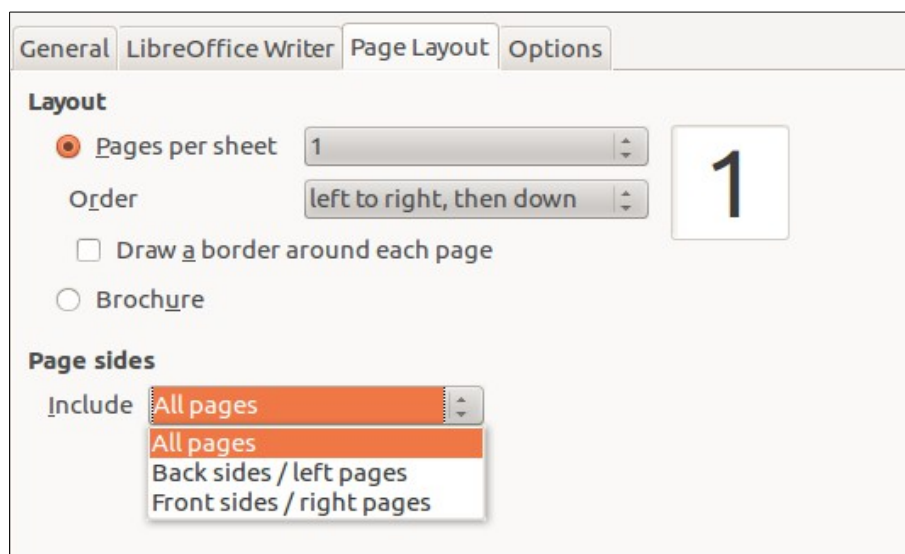 General LibreOffice Writer Page Layout Options
Layout
Pages per sheet 1
1
Order left to right, then down
Draw a border around each page
Brochure
Page sides
Include All pages
All pages
Back sides / left pages
Front sides / right pages